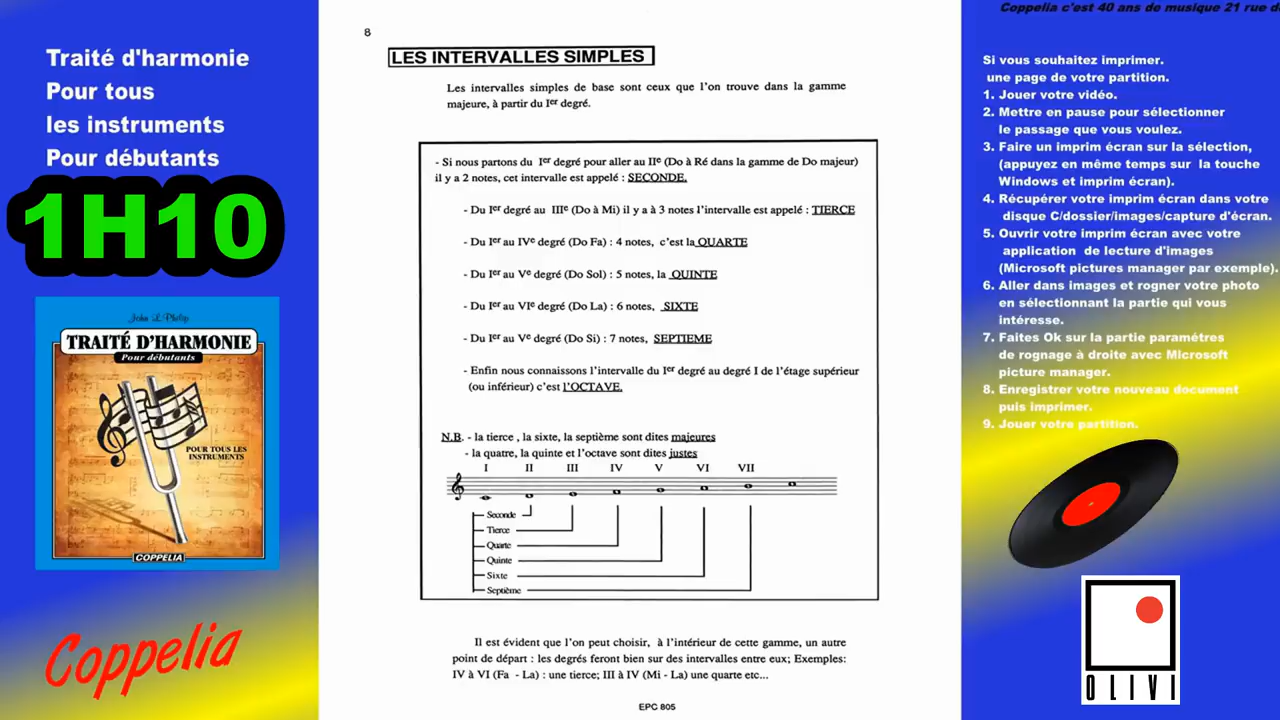 Coppelia c'est 40 ans de musique 21 rue de
Traité d'harmonie
Pour tous
les instruments
Pour débutants
1H10
John L Philip
TRAITÉ D'HARMONIE
Pour débutants
POUR TOUS LES
INSTRUMENTS
COPPELIA
Coppelia
8
LES INTERVALLES SIMPLES
Les intervalles simples de base sont ceux que l'on trouve dans la gamme
majeure, à partir du Ier degré.
- Si nous partons du Ier degré pour aller au IIe (Do à Ré dans la gamme de Do majeur)
il y a 2 notes, cet intervalle est appelé : SECONDE.
- Du Ier degré au IIIe (Do à Mi) il y a à 3 notes l'intervalle est appelé : TIERCE
- Du Ier au IVe degré (Do Fa) : 4 notes, c'est la QUARTE
- Du Ier au Ve degré (Do Sol) : 5 notes, la QUINTE
- Du Ier au VIe degré (Do La) : 6 notes, SIXTE
- Du Ier au Ve degré (Do Si) : 7 notes, SEPTIEME
- Enfin nous connaissons l'intervalle du Ier degré au degré I de l'étage supérieur
(ou inférieur) c'est l'OCTAVE.
N.B. - la tierce , la sixte, la septième sont dites majeures
- la quatre, la quinte et l'octave sont dites justes
I II III IV V VI VII
Seconde
Tierce
Quarte
Quinte
Sixte
Septième
Il est évident que l'on peut choisir, à l'intérieur de cette gamme, un autre
point de départ : les degrés feront bien sur des intervalles entre eux; Exemples:
IV à VI (Fa - La) : une tierce; III à IV (Mi - La) une quarte etc...
EPC 805
Si vous souhaitez imprimer.
une page de votre partition.
1. Jouer votre vidéo.
2. Mettre en pause pour sélectionner
le passage que vous voulez.
3. Faire un imprim écran sur la sélection,
(appuyez en même temps sur la touche
Windows et imprim écran).
4. Récupérer votre imprim écran dans votre
disque C/dossier/images/capture d'écran.
5. Ouvrir votre imprim écran avec votre
application de lecture d'images
(Microsoft pictures manager par exemple).
6. Aller dans images et rogner votre photo
en sélectionnant la partie qui vous
intéresse.
7. Faites Ok sur la partie paramétres
de rognage à droite avec Microsoft
picture manager.
8. Enregistrer votre nouveau document
puis imprimer.
9. Jouer votre partition.
OLIVI